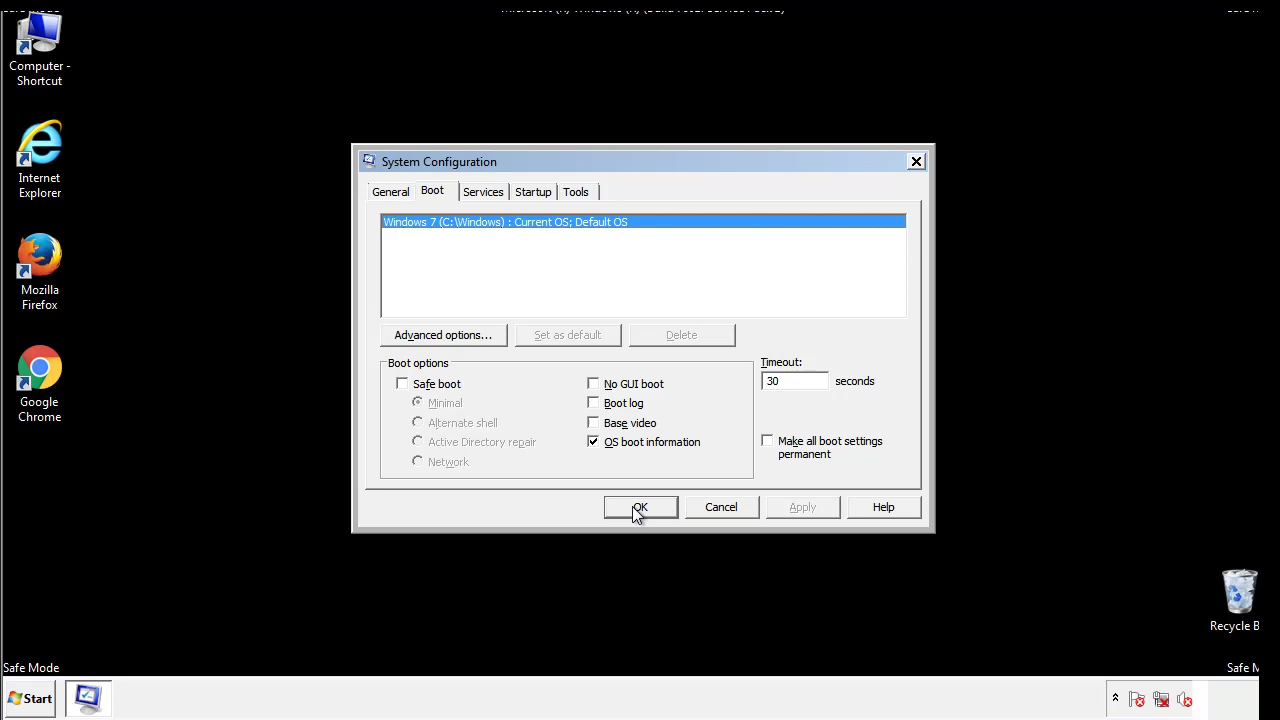 Computer -
Shortcut
Internet
Explorer
Mozilla
Firefox
Google
Chrome
System Configuration
General
Boot
Services
Startup
Tools
Windows 7 (C:\Windows) : Current OS; Default OS
Advanced options...
Set as default
Delete
Boot options
Safe boot
Minimal
Alternate shell
Active Directory repair
Network
No GUI boot
Boot log
Base video
OS boot information
Timeout:
30 seconds
Make all boot settings
permanent
OK
Cancel
Apply
Help
Recycle B
Safe Mode
Safe M
Start